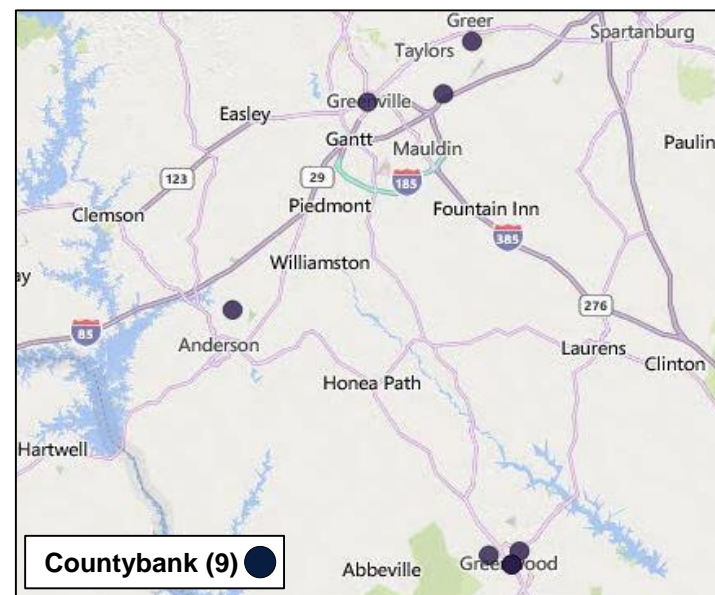 Greer
Spartanburg
Taylors
Easley
Greenville
Gantt
Mauldin
Paulin
123
29
185
Clemson
Piedmont
Fountain Inn
385
Williamston
ay
276
85
Anderson
Laurens
Clinton
Honea Path
Hartwell
Countybank (9)
Abbeville
Greenwood